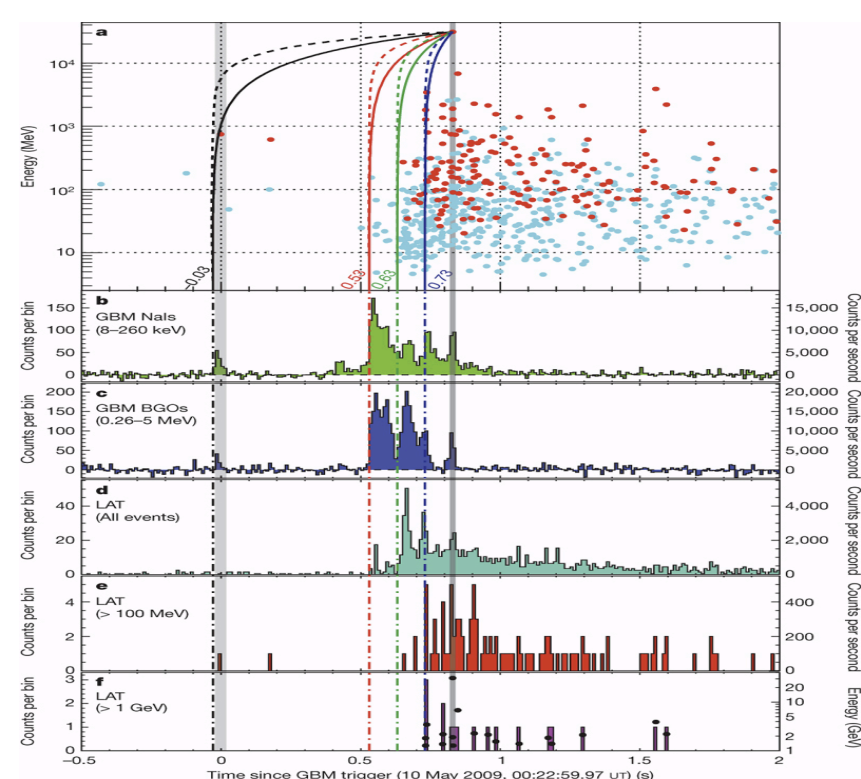 a
10⁴
10³
10²
10
Energy (MeV)
−0.03
0.53
0.63
0.73
b
GBM NaIs
(8–260 keV)
Counts per bin
150
100
50
0
15,000
10,000
5,000
0
Counts per second
c
GBM BGOs
(0.26–5 MeV)
Counts per bin
200
150
100
50
0
20,000
15,000
10,000
5,000
0
Counts per second
d
LAT
(All events)
Counts per bin
40
20
0
4,000
2,000
0
Counts per second
e
LAT
(> 100 MeV)
Counts per bin
4
2
0
400
200
0
Counts per second
f
LAT
(> 1 GeV)
Counts per bin
3
2
1
0
20
10
5
2
1
Energy (GeV)
−0.5
0
0.5
1
1.5
2
Time since GBM trigger (10 May 2009, 00:22:59.97 UT) (s)